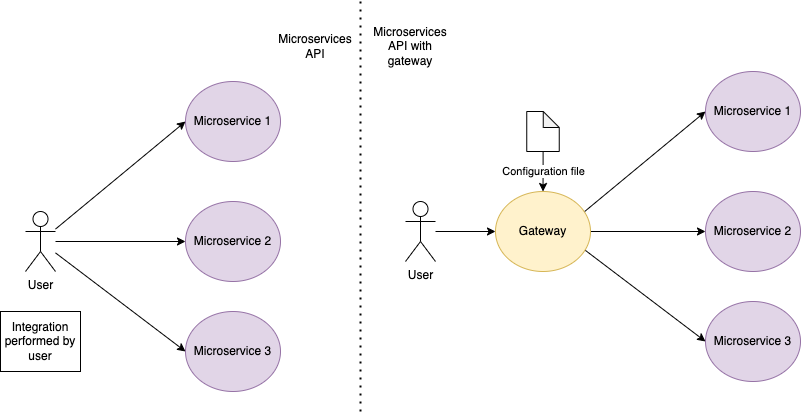 Microservices
API
Microservice 1
Microservice 2
User
Integration
performed by
user
Microservice 3
Microservices
API with
gateway
Configuration file
User
Gateway
Microservice 1
Microservice 2
Microservice 3